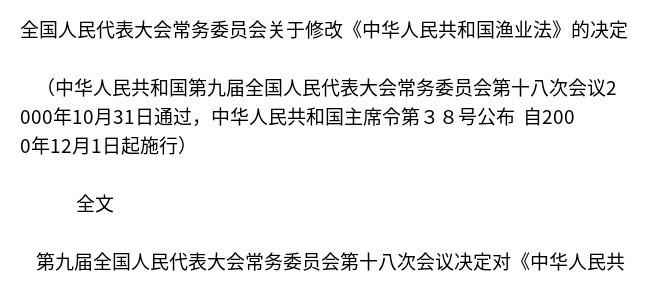 全国人民代表大会常务委员会关于修改《中华人民共和国渔业法》的决定
（中华人民共和国第九届全国人民代表大会常务委员会第十八次会议2
000年10月31日通过，中华人民共和国主席令第３８号公布 自200
0年12月1日起施行）
全文
第九届全国人民代表大会常务委员会第十八次会议决定对《中华人民共